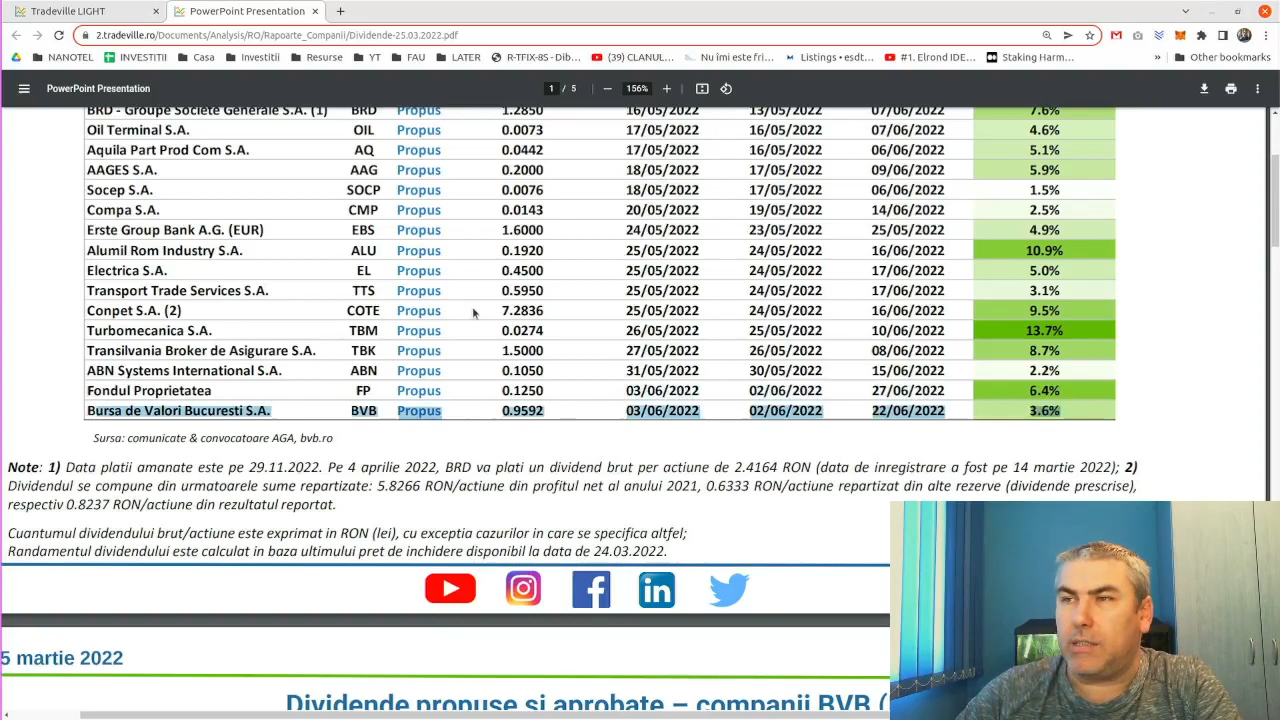 Tradeville LIGHT
PowerPoint Presentation
2.tradeville.ro/Documents/Analysis/RO/Rapoarte_Companii/Dividende-25.03.2022.pdf
NANOTEL INVESTITII Casa Investitii Resurse YT FAU LATER R-TFIX-8S - Dibawi... (39) CLANUL... Nu îmi este fri... Listings • esdt... #1. Elrond IDE... Staking Harm... » Other bookmarks
PowerPoint Presentation 1 / 5 156%
BRD - Groupe Societe Generale S.A. (1) BRD Propus 1.2850 16/05/2022 13/05/2022 07/06/2022 7.6%
Oil Terminal S.A. OIL Propus 0.0073 17/05/2022 16/05/2022 07/06/2022 4.6%
Aquila Part Prod Com S.A. AQ Propus 0.0442 17/05/2022 16/05/2022 06/06/2022 5.1%
AAGES S.A. AAG Propus 0.2000 18/05/2022 17/05/2022 09/06/2022 5.9%
Socep S.A. SOCP Propus 0.0076 18/05/2022 17/05/2022 06/06/2022 1.5%
Compa S.A. CMP Propus 0.0143 20/05/2022 19/05/2022 14/06/2022 2.5%
Erste Group Bank A.G. (EUR) EBS Propus 1.6000 24/05/2022 23/05/2022 25/05/2022 4.9%
Alumil Rom Industry S.A. ALU Propus 0.1920 25/05/2022 24/05/2022 16/06/2022 10.9%
Electrica S.A. EL Propus 0.4500 25/05/2022 24/05/2022 17/06/2022 5.0%
Transport Trade Services S.A. TTS Propus 0.5950 25/05/2022 24/05/2022 17/06/2022 3.1%
Conpet S.A. (2) COTE Propus 7.2836 25/05/2022 24/05/2022 16/06/2022 9.5%
Turbomecanica S.A. TBM Propus 0.0274 26/05/2022 25/05/2022 10/06/2022 13.7%
Transilvania Broker de Asigurare S.A. TBK Propus 1.5000 27/05/2022 26/05/2022 08/06/2022 8.7%
ABN Systems International S.A. ABN Propus 0.1050 31/05/2022 30/05/2022 15/06/2022 2.2%
Fondul Proprietatea FP Propus 0.1250 03/06/2022 02/06/2022 27/06/2022 6.4%
Bursa de Valori Bucuresti S.A. BVB Propus 0.9592 03/06/2022 02/06/2022 22/06/2022 3.6%
Sursa: comunicate & convocatoare AGA, bvb.ro
Note: 1) Data platii amanate este pe 29.11.2022. Pe 4 aprilie 2022, BRD va plati un dividend brut per actiune de 2.4164 RON (data de inregistrare a fost pe 14 martie 2022); 2)
Dividendul se compune din urmatoarele sume repartizate: 5.8266 RON/actiune din profitul net al anului 2021, 0.6333 RON/actiune repartizat din alte rezerve (dividende prescrise),
respectiv 0.8237 RON/actiune din rezultatul reportat.
Cuantumul dividendului brut/actiune este exprimat in RON (lei), cu exceptia cazurilor in care se specifica altfel;
Randamentul dividendului este calculat in baza ultimului pret de inchidere disponibil la data de 24.03.2022.
in
5 martie 2022
Dividende propuse si aprobate – companii BVB (